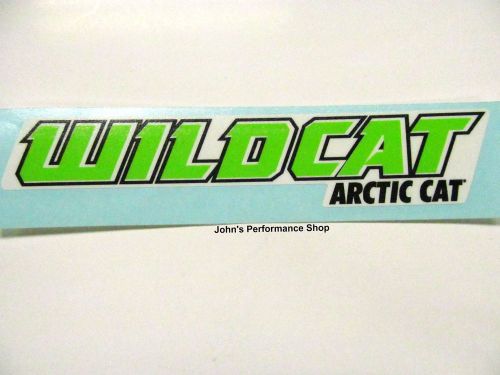 WILDCAT
ARCTIC CAT
John's Performance Shop